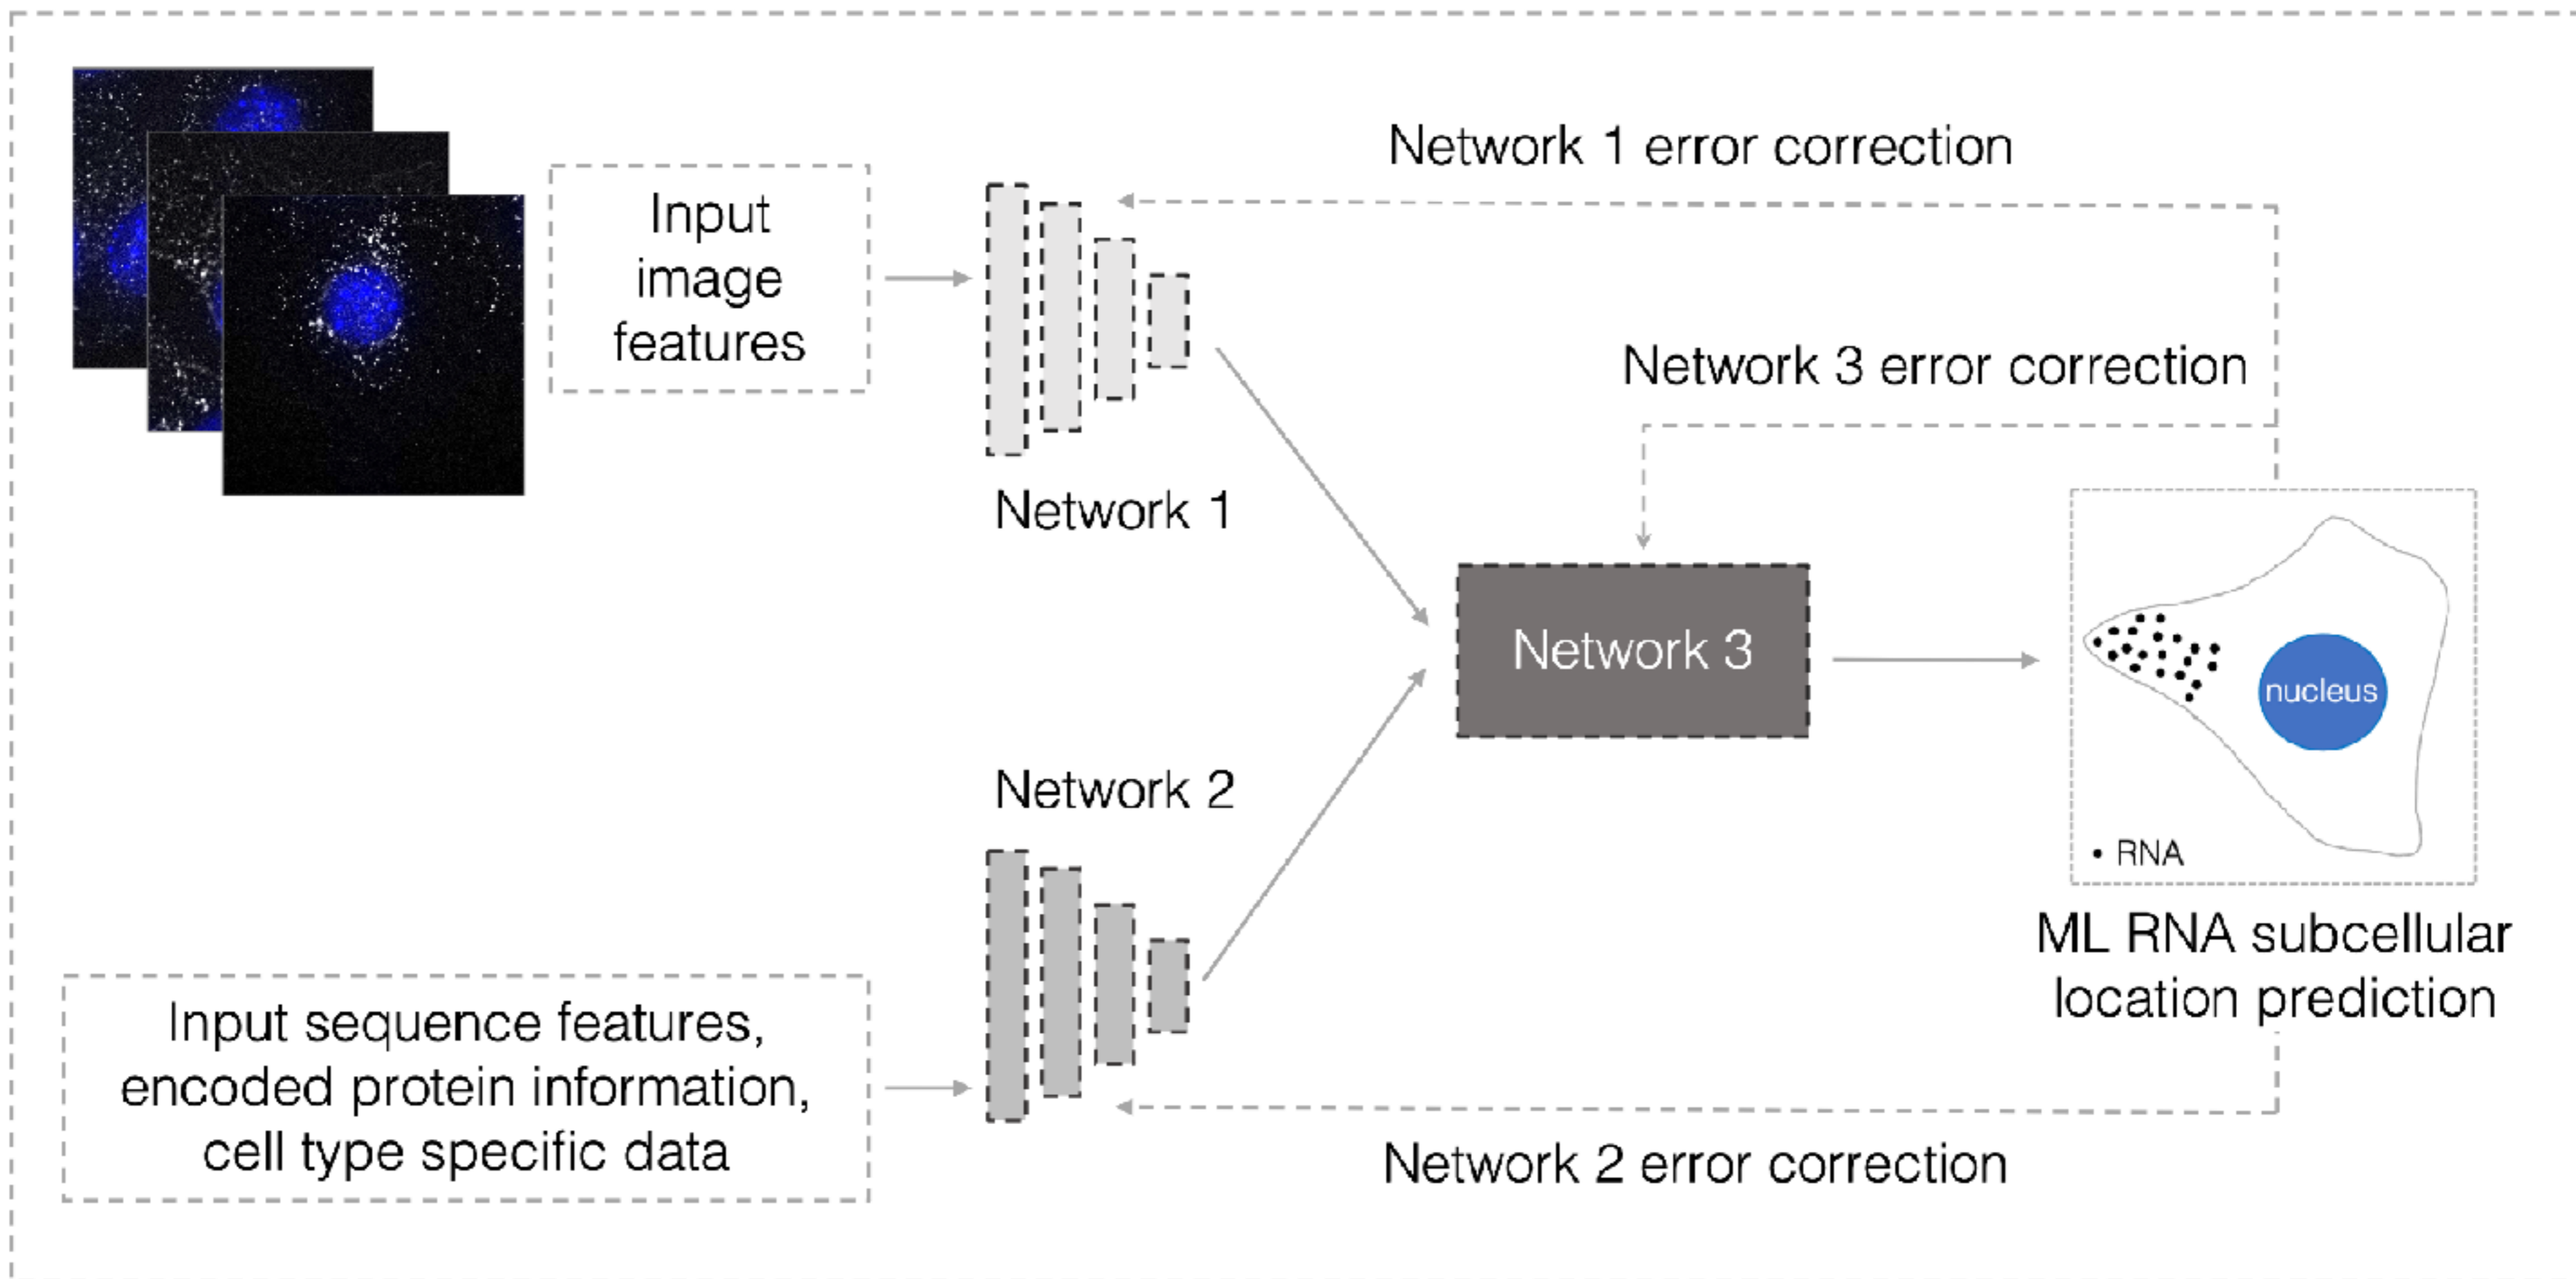 Network 1 error correction
Input
image
features
Network 3 error correction
Network 1
Network 3
nucleus
Network 2
• RNA
ML RNA subcellular
location prediction
Input sequence features,
encoded protein information,
cell type specific data
Network 2 error correction